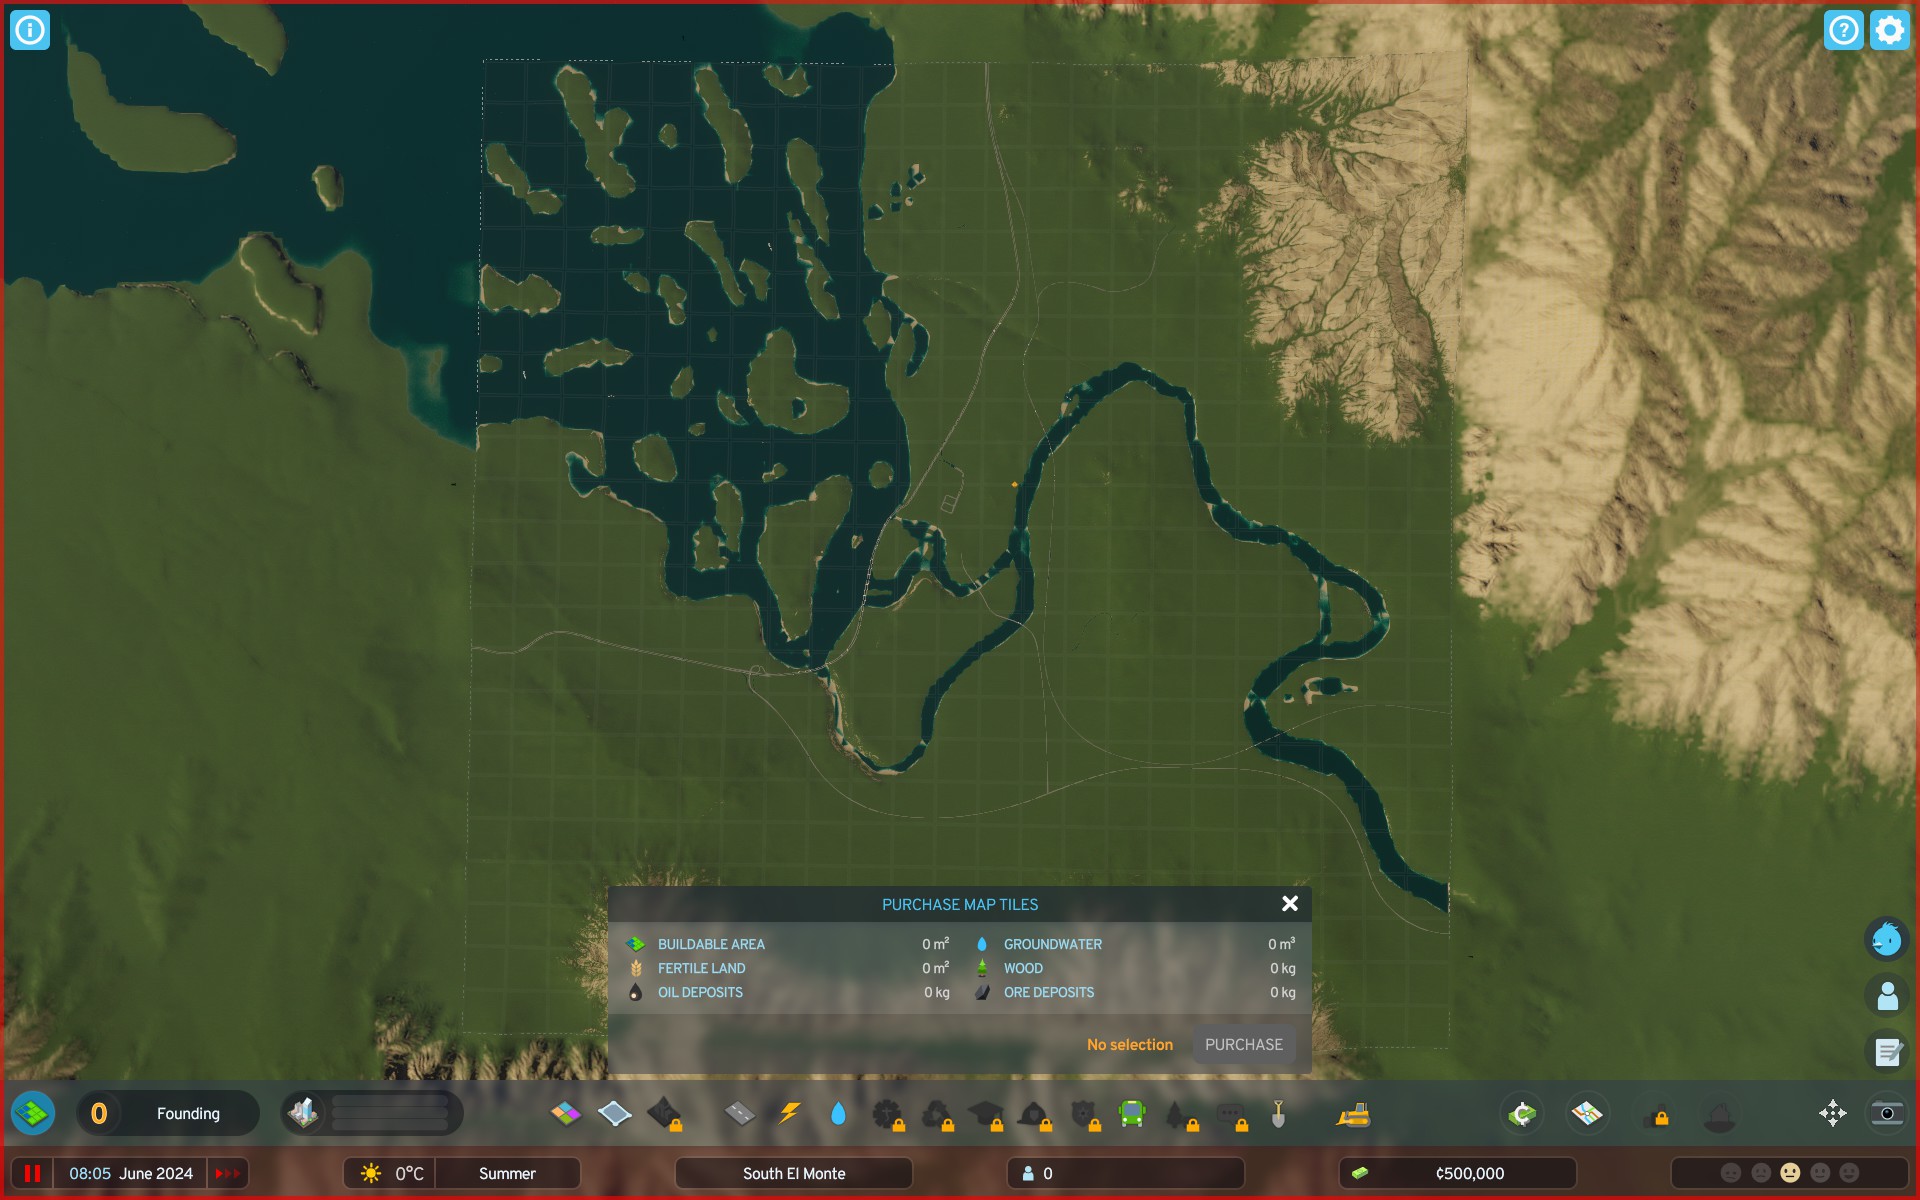 PURCHASE MAP TILES
BUILDABLE AREA 0 m²
GROUNDWATER 0 m³
FERTILE LAND 0 m²
WOOD 0 kg
OIL DEPOSITS 0 kg
ORE DEPOSITS 0 kg
No selection PURCHASE
0 Founding
08:05 June 2024 0°C Summer South El Monte 0 ¢500,000